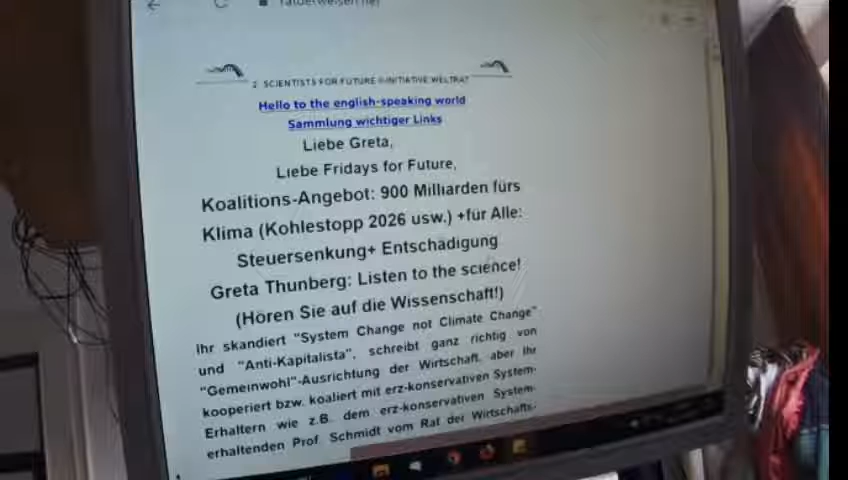 2 SCIENTISTS FOR FUTURE INITIATIVE WELTRAT
Hello to the english-speaking world
Sammlung wichtiger Links
Liebe Greta,
Liebe Fridays for Future,
Koalitions-Angebot: 900 Milliarden fürs
Klima (Kohlestopp 2026 usw.) +für Alle:
Steuersenkung+ Entschädigung
Greta Thunberg: Listen to the science!
(Hören Sie auf die Wissenschaft!)
Ihr skandiert "System Change not Climate Change"
und "Anti-Kapitalista", schreibt ganz richtig von
"Gemeinwohl"-Ausrichtung der Wirtschaft, aber Ihr
kooperiert bzw. koaliert mit erz-konservativen System-
Erhaltern wie z.B. dem erz-konservativen System-
erhaltenden Prof. Schmidt vom Rat der Wirtschafts-